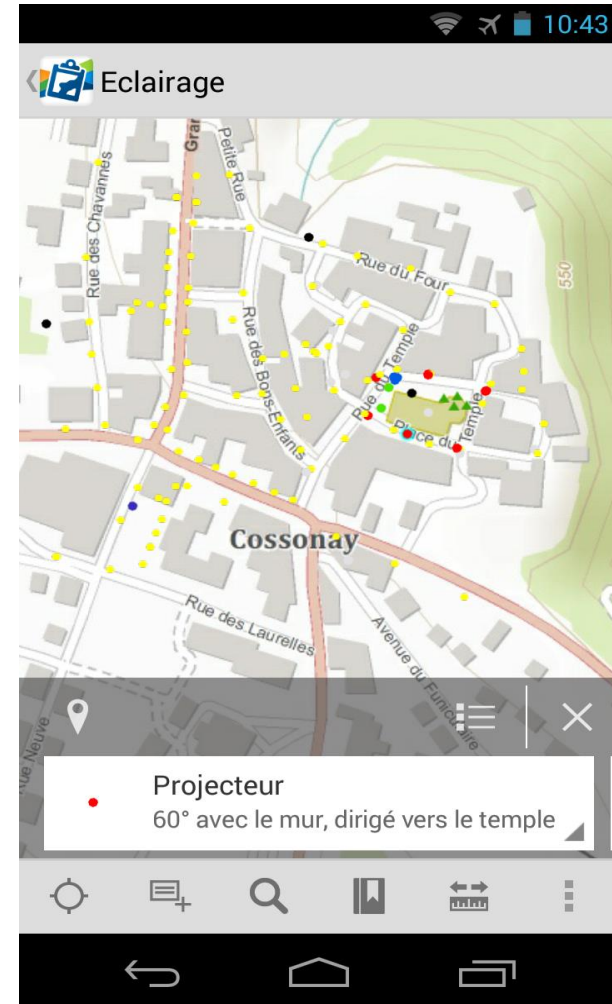 10:43
Eclairage
Gran
Petite Rue
Rue des Chavannes
Rue du Four
550
Rue du Temple
Rue des Bons-Enfants
Place du Temple
Cossonay
Rue des Laurelles
Avenue du Funiculaire
Rue Neuve
Projecteur
60° avec le mur, dirigé vers le temple